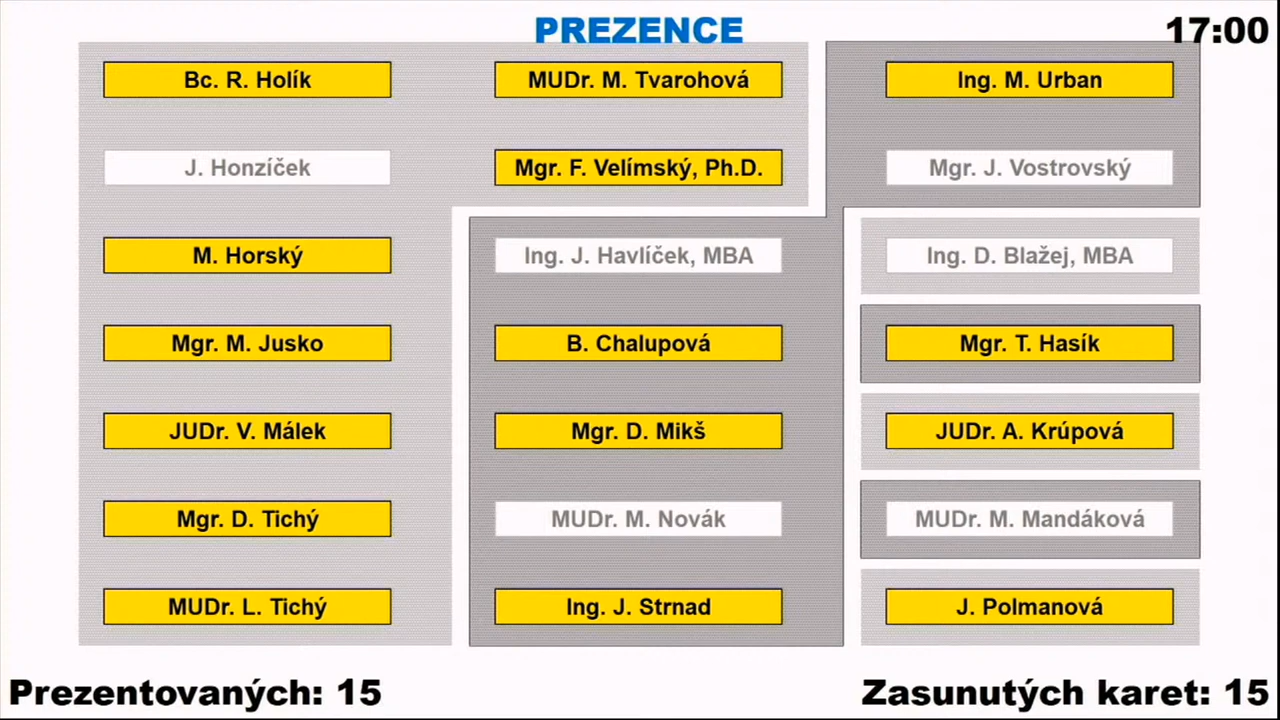 PREZENCE
17:00
Bc. R. Holík
MUDr. M. Tvarohová
Ing. M. Urban
J. Honzíček
Mgr. F. Velímský, Ph.D.
Mgr. J. Vostrovský
M. Horský
Ing. J. Havlíček, MBA
Ing. D. Blažej, MBA
Mgr. M. Jusko
B. Chalupová
Mgr. T. Hasík
JUDr. V. Málek
Mgr. D. Mikš
JUDr. A. Krúpová
Mgr. D. Tichý
MUDr. M. Novák
MUDr. M. Mandáková
MUDr. L. Tichý
Ing. J. Strnad
J. Polmanová
Prezentovaných: 15
Zasunutých karet: 15